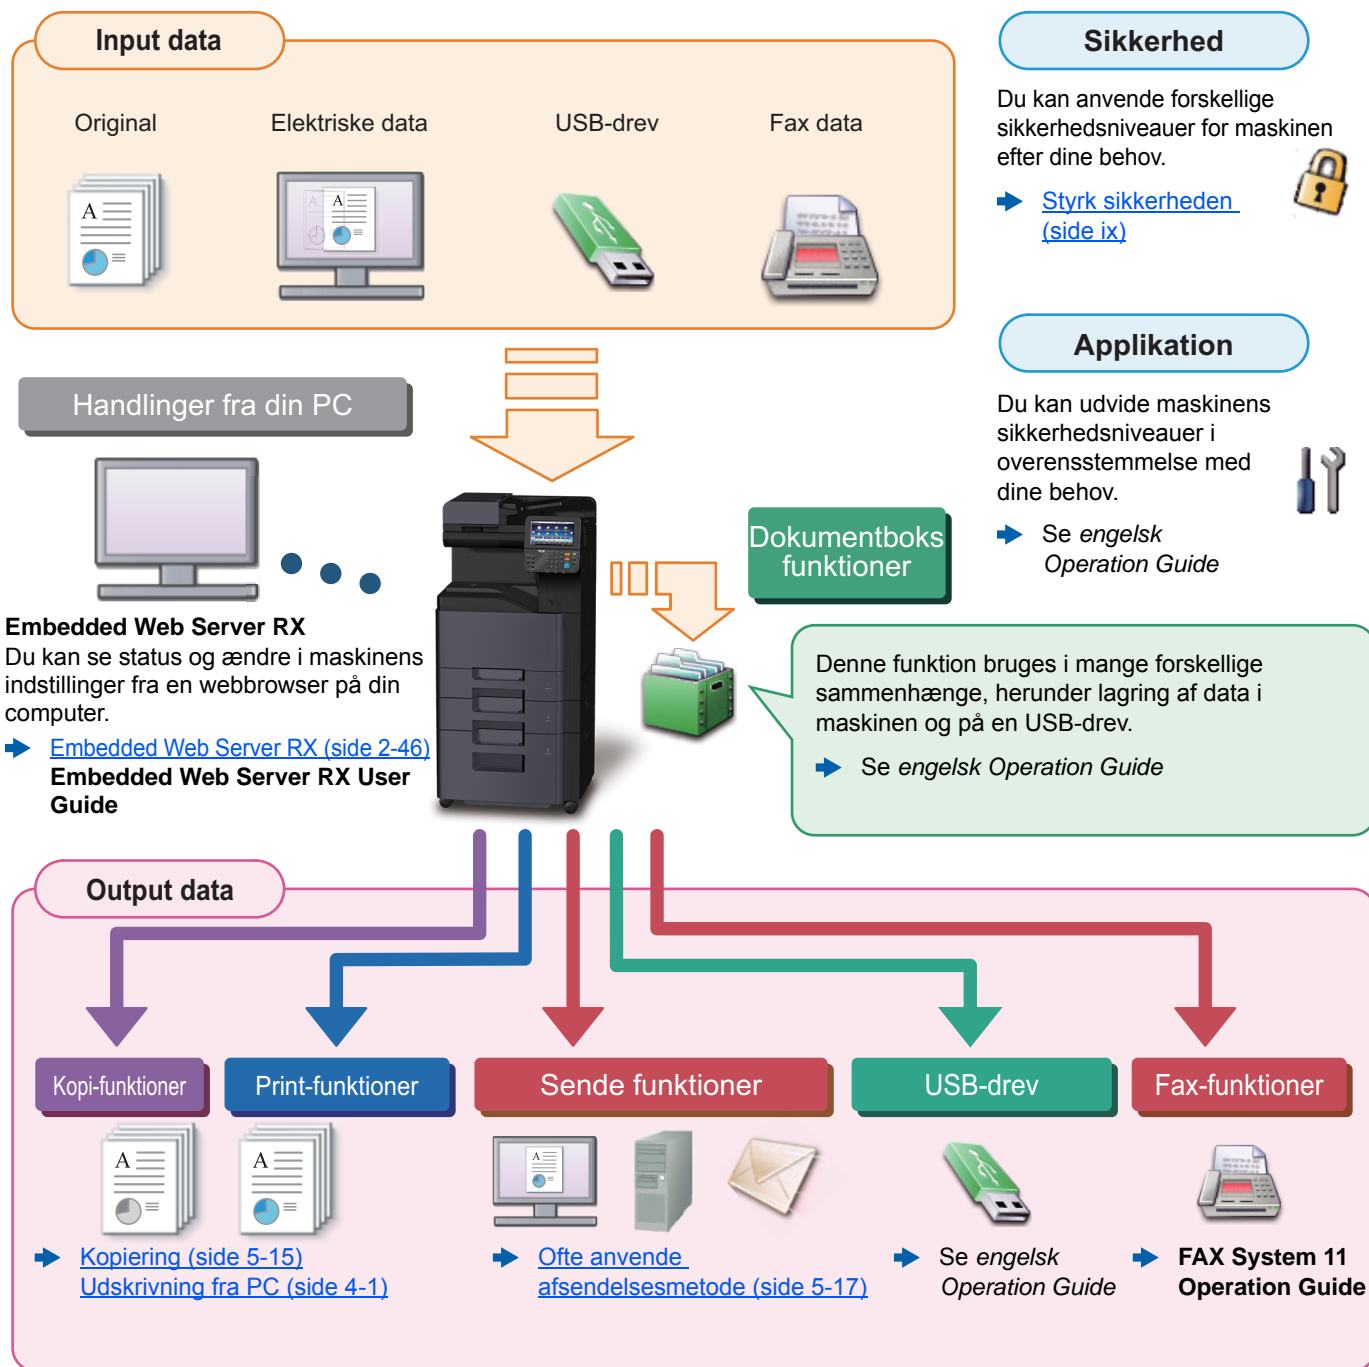 Input data
Original
Elektriske data
USB-drev
Fax data
Sikkerhed
Du kan anvende forskellige
sikkerhedsniveauer for maskinen
efter dine behov.
Styrk sikkerheden
(side ix)
Applikation
Du kan udvide maskinens
sikkerhedsniveauer i
overensstemmelse med
dine behov.
Se engelsk
Operation Guide
Handlinger fra din PC
Embedded Web Server RX
Du kan se status og ændre i maskinens
indstillinger fra en webbrowser på din
computer.
Embedded Web Server RX (side 2-46)
Embedded Web Server RX User
Guide
Dokumentboks
funktioner
Denne funktion bruges i mange forskellige
sammenhænge, herunder lagring af data i
maskinen og på en USB-drev.
Se engelsk Operation Guide
Output data
Kopi-funktioner
Print-funktioner
Sende funktioner
USB-drev
Fax-funktioner
A
A
A
A
A
A
Kopiering (side 5-15)
Udskrivning fra PC (side 4-1)
Ofte anvende
afsendelsesmetode (side 5-17)
Se engelsk
Operation Guide
FAX System 11
Operation Guide